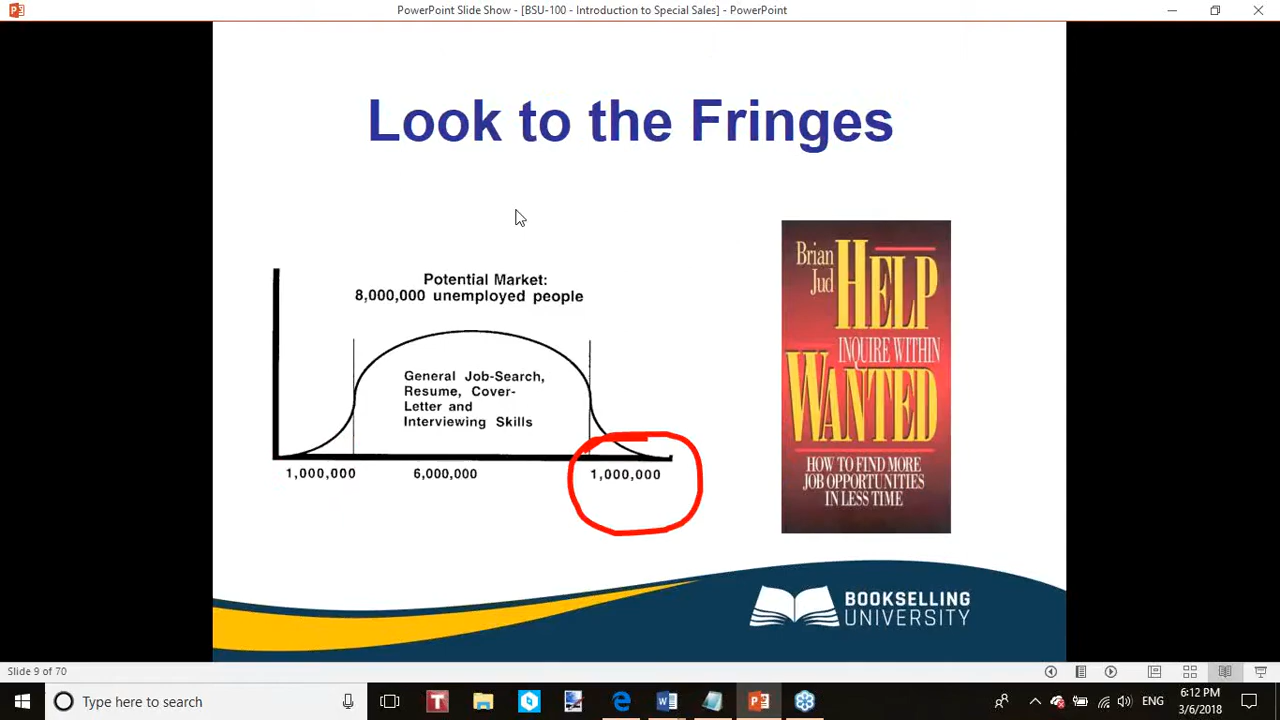 PowerPoint Slide Show - [BSU-100 - Introduction to Special Sales] - PowerPoint
Look to the Fringes
Potential Market:
8,000,000 unemployed people
General Job-Search,
Resume, Cover-
Letter and
Interviewing Skills
1,000,000
6,000,000
1,000,000
Brian
Jud
HELP
INQUIRE WITHIN
WANTED
HOW TO FIND MORE
JOB OPPORTUNITIES
IN LESS TIME
BOOKSELLING
UNIVERSITY
Slide 9 of 70
Type here to search
ENG
6:12 PM
3/6/2018